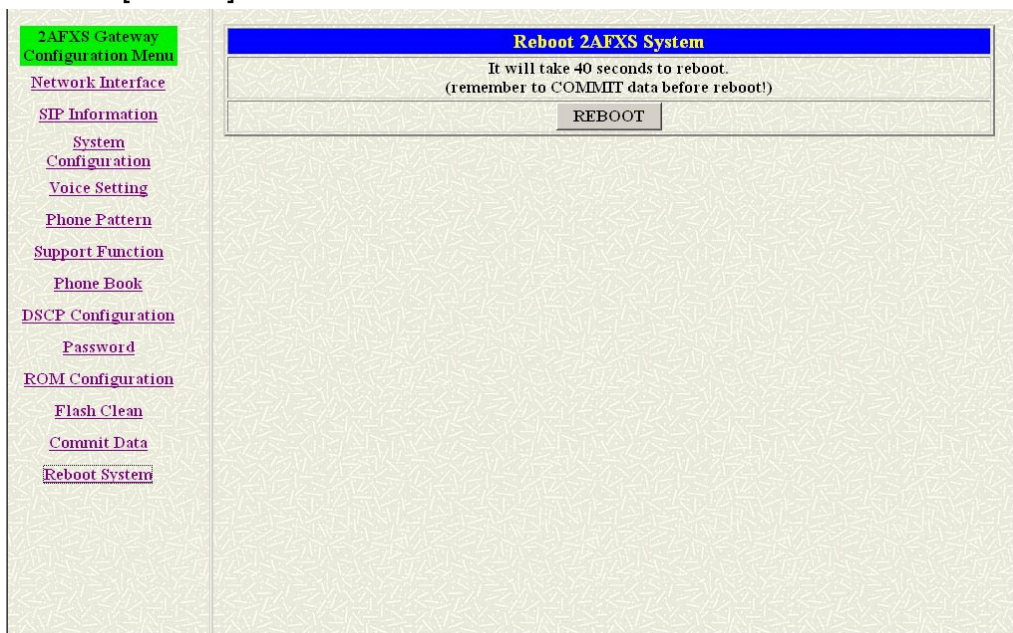 2AFXS Gateway
Configuration Menu
Network Interface
SIP Information
System
Configuration
Voice Setting
Phone Pattern
Support Function
Phone Book
DSCP Configuration
Password
ROM Configuration
Flash Clean
Commit Data
Reboot System
Reboot 2AFXS System
It will take 40 seconds to reboot.
(remember to COMMIT data before reboot!)
REBOOT